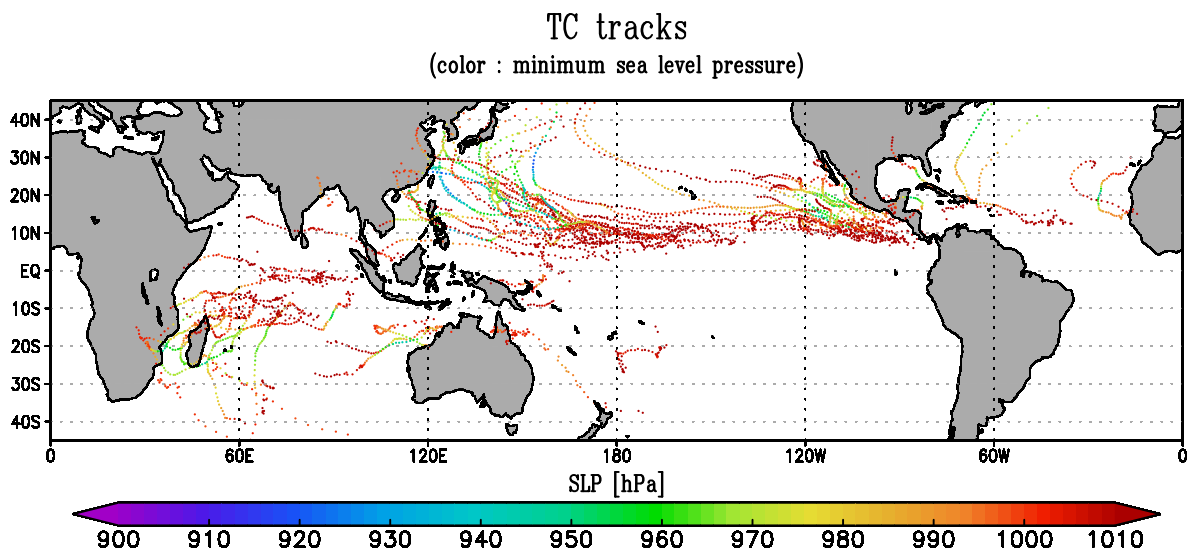 TC tracks
(color : minimum sea level pressure)
40N
30N
20N
10N
EQ
10S
20S
30S
40S
0 60E 120E 180 120W 60W 0
SLP [hPa]
900 910 920 930 940 950 960 970 980 990 1000 1010